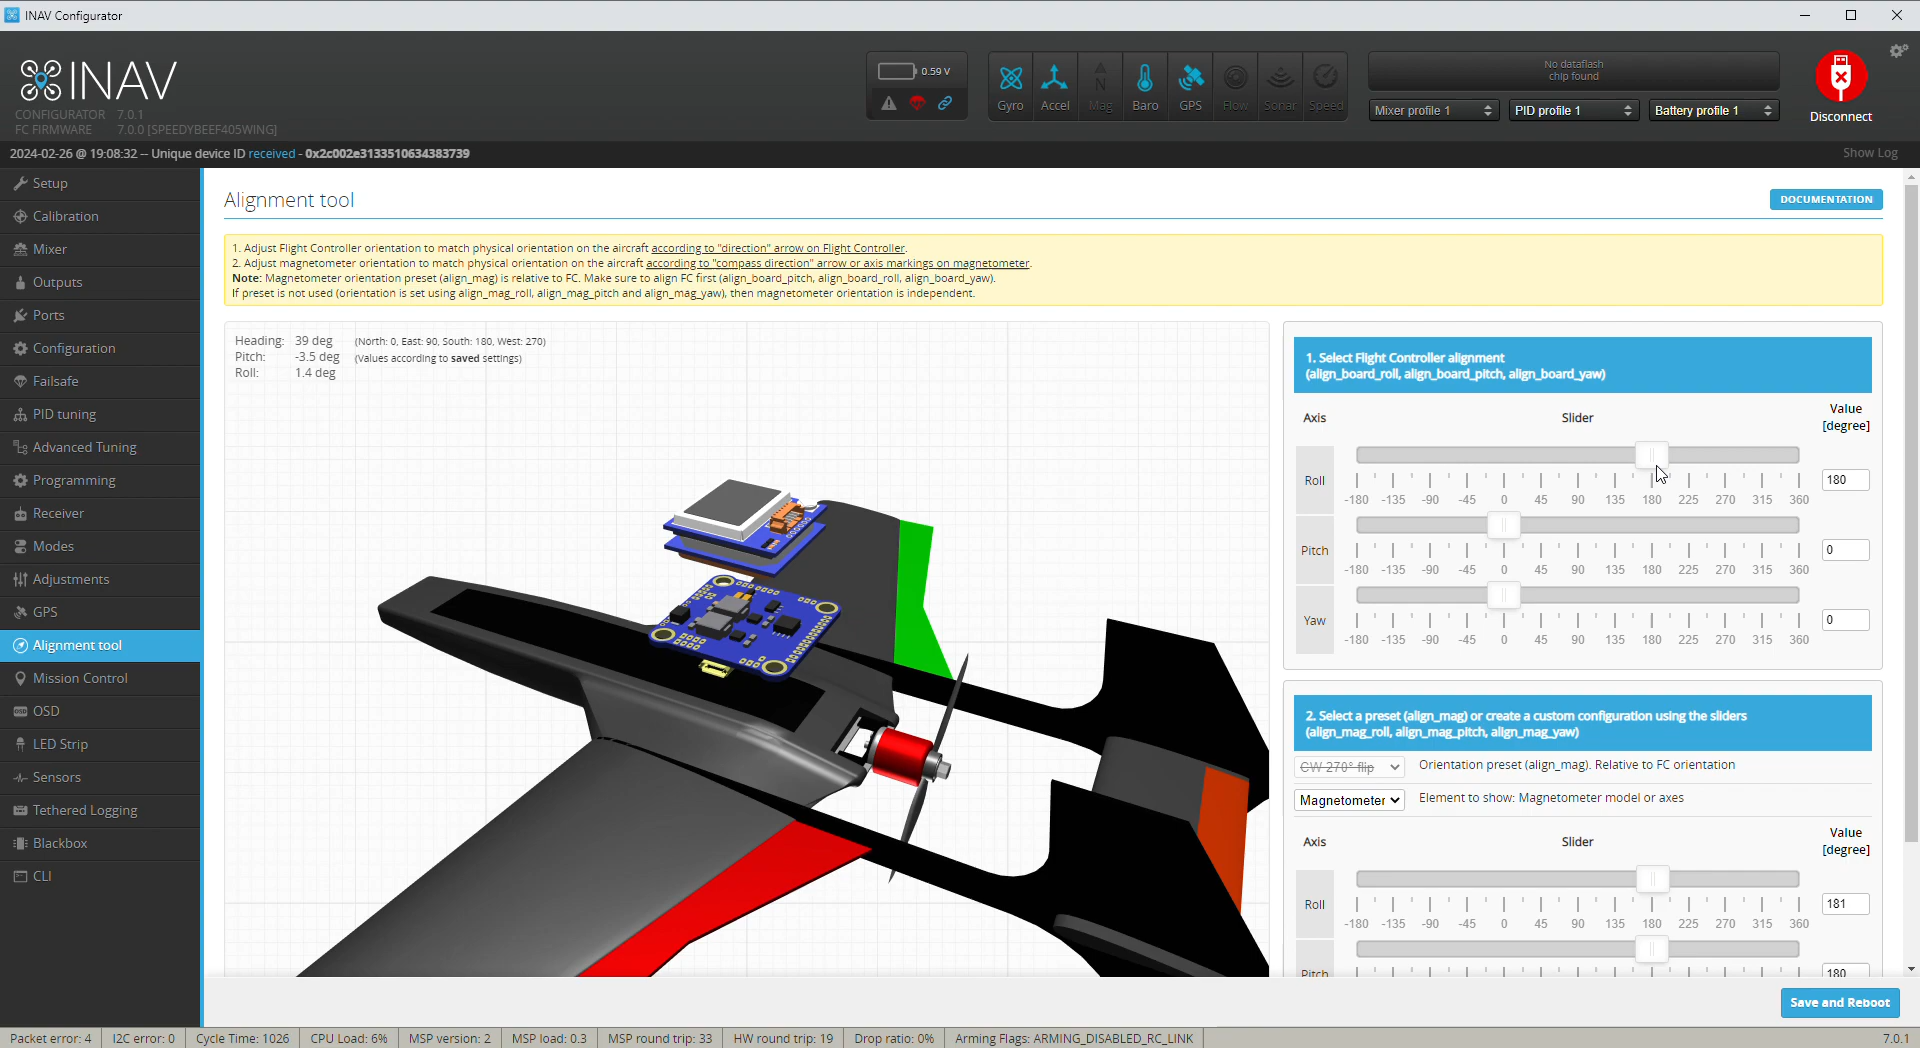 INAV Configurator
INAV
CONFIGURATOR 7.0.1
FC FIRMWARE 7.0.0 [SPEEDYBEEF405WING]
0.59 V
Gyro Accel Mag Baro GPS Flow Sonar Speed
No dataflash
chip found
Mixer profile 1 PID profile 1 Battery profile 1
Disconnect
2024-02-26 @ 19:08:32 -- Unique device ID received - 0x2c002e3133510634383739
Show Log
Setup
Calibration
Mixer
Outputs
Ports
Configuration
Failsafe
PID tuning
Advanced Tuning
Programming
Receiver
Modes
Adjustments
GPS
Alignment tool
Mission Control
OSD
LED Strip
Sensors
Tethered Logging
Blackbox
CLI
Alignment tool
DOCUMENTATION
1. Adjust Flight Controller orientation to match physical orientation on the aircraft according to "direction" arrow on Flight Controller.
2. Adjust magnetometer orientation to match physical orientation on the aircraft according to "compass direction" arrow or axis markings on magnetometer.
Note: Magnetometer orientation preset (align_mag) is relative to FC. Make sure to align FC first (align_board_pitch, align_board_roll, align_board_yaw).
If preset is not used (orientation is set using align_mag_roll, align_mag_pitch and align_mag_yaw), then magnetometer orientation is independent.
Heading: 39 deg (North: 0, East: 90, South: 180, West: 270)
Pitch: -3.5 deg (Values according to saved settings)
Roll: 1.4 deg
1. Select Flight Controller alignment
(align_board_roll, align_board_pitch, align_board_yaw)
Axis Slider Value
[degree]
Roll 180
-180 -135 -90 -45 0 45 90 135 180 225 270 315 360
Pitch 0
-180 -135 -90 -45 0 45 90 135 180 225 270 315 360
Yaw 0
-180 -135 -90 -45 0 45 90 135 180 225 270 315 360
2. Select a preset (align_mag) or create a custom configuration using the sliders
(align_mag_roll, align_mag_pitch, align_mag_yaw)
CW 270° flip Orientation preset (align_mag). Relative to FC orientation
Magnetometer Element to show: Magnetometer model or axes
Axis Slider Value
[degree]
Roll 181
-180 -135 -90 -45 0 45 90 135 180 225 270 315 360
Pitch 180
Save and Reboot
Packet error: 4 I2C error: 0 Cycle Time: 1026 CPU Load: 6% MSP version: 2 MSP load: 0.3 MSP round trip: 33 HW round trip: 19 Drop ratio: 0% Arming Flags: ARMING_DISABLED_RC_LINK 7.0.1